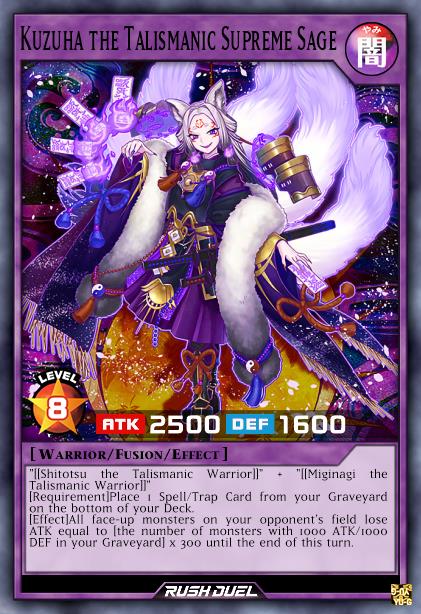 Kuzuha the Talismanic Supreme Sage
やみ
闇
LEVEL
8
ATK 2500 DEF 1600
[ Warrior/Fusion/Effect ]
"[[Shitotsu the Talismanic Warrior]]" + "[[Miginagi the
Talismanic Warrior]]"
[Requirement]Place 1 Spell/Trap Card from your Graveyard
on the bottom of your Deck.
[Effect]All face-up monsters on your opponent's field lose
ATK equal to [the number of monsters with 1000 ATK/1000
DEF in your Graveyard] x 300 until the end of this turn.
RUSH DUEL